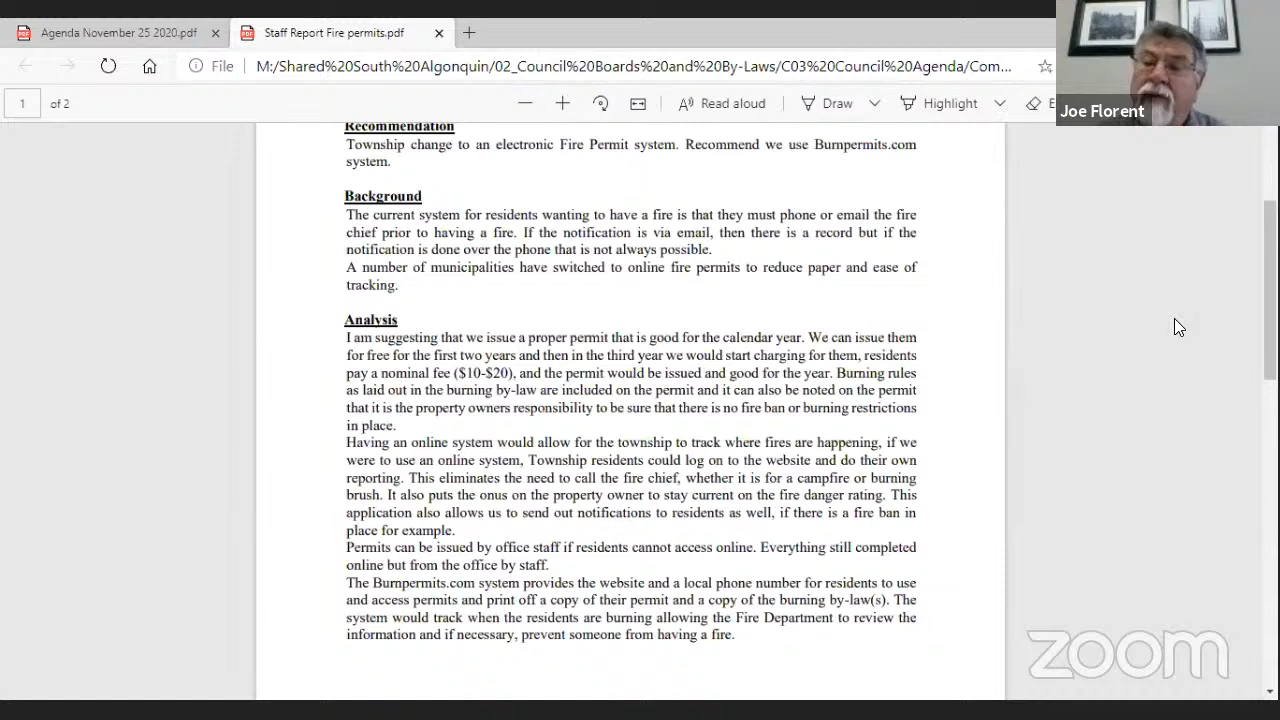 Agenda November 25 2020.pdf
Staff Report Fire permits.pdf
File M:/Shared%20South%20Algonquin/02_Council%20Boards%20and%20By-Laws/C03%20Council%20Agenda/Com...
1 of 2
Read aloud
Draw
Highlight
E
Joe Florent
Recommendation
Township change to an electronic Fire Permit system. Recommend we use Burnpermits.com
system.
Background
The current system for residents wanting to have a fire is that they must phone or email the fire
chief prior to having a fire. If the notification is via email, then there is a record but if the
notification is done over the phone that is not always possible.
A number of municipalities have switched to online fire permits to reduce paper and ease of
tracking.
Analysis
I am suggesting that we issue a proper permit that is good for the calendar year. We can issue them
for free for the first two years and then in the third year we would start charging for them, residents
pay a nominal fee ($10-$20), and the permit would be issued and good for the year. Burning rules
as laid out in the burning by-law are included on the permit and it can also be noted on the permit
that it is the property owners responsibility to be sure that there is no fire ban or burning restrictions
in place.
Having an online system would allow for the township to track where fires are happening, if we
were to use an online system, Township residents could log on to the website and do their own
reporting. This eliminates the need to call the fire chief, whether it is for a campfire or burning
brush. It also puts the onus on the property owner to stay current on the fire danger rating. This
application also allows us to send out notifications to residents as well, if there is a fire ban in
place for example.
Permits can be issued by office staff if residents cannot access online. Everything still completed
online but from the office by staff.
The Burnpermits.com system provides the website and a local phone number for residents to use
and access permits and print off a copy of their permit and a copy of the burning by-law(s). The
system would track when the residents are burning allowing the Fire Department to review the
information and if necessary, prevent someone from having a fire.
zoom